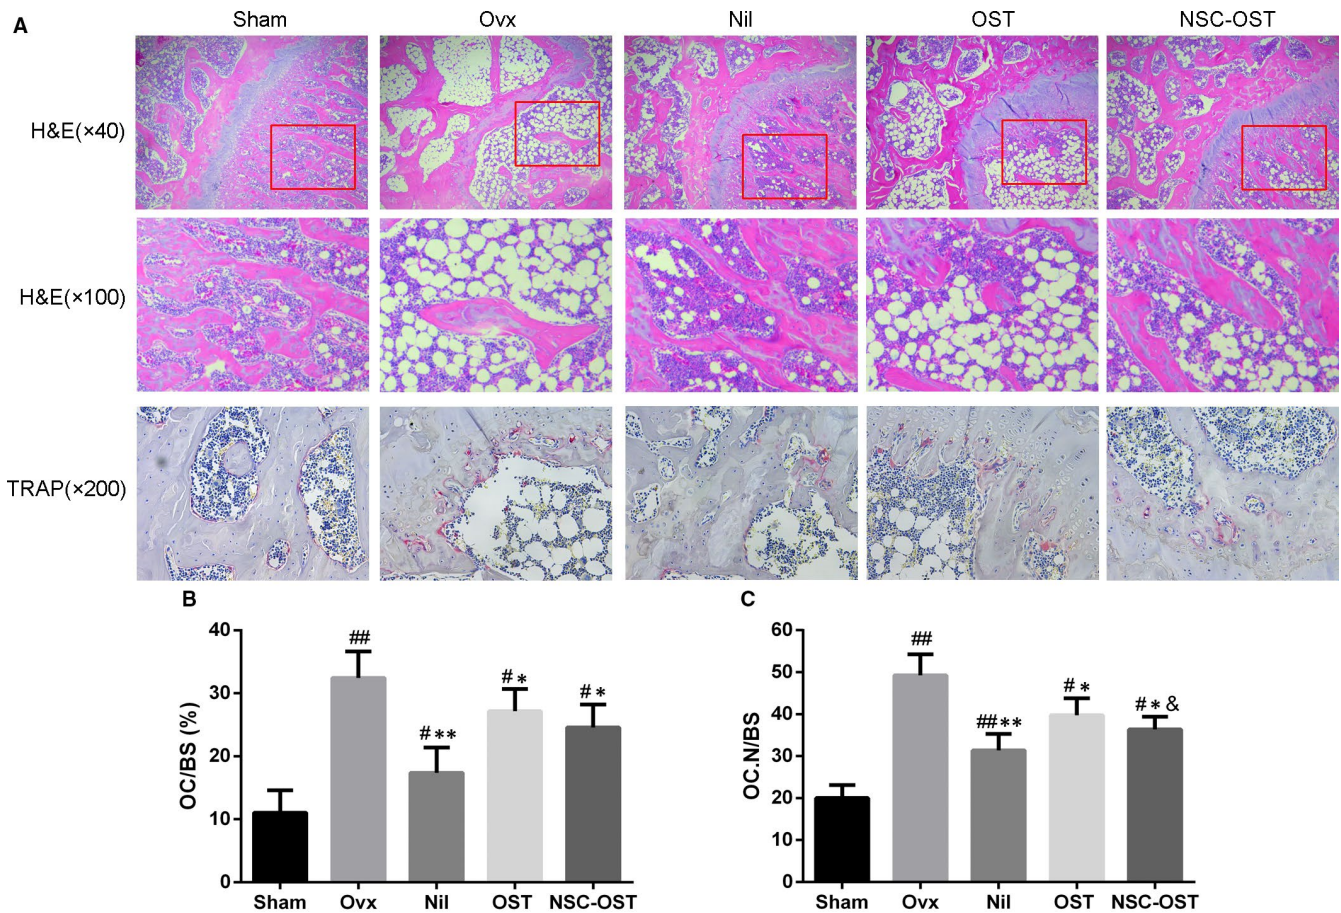 A
Sham Ovx Nil OST NSC-OST
H&E(×40)
H&E(×100)
TRAP(×200)
B
OC/BS (%)
40
30
20
10
0
##
#**
#*
#*
Sham Ovx Nil OST NSC-OST
C
OC.N/BS
60
50
40
30
20
10
0
##
##**
#*
#*&
Sham Ovx Nil OST NSC-OST